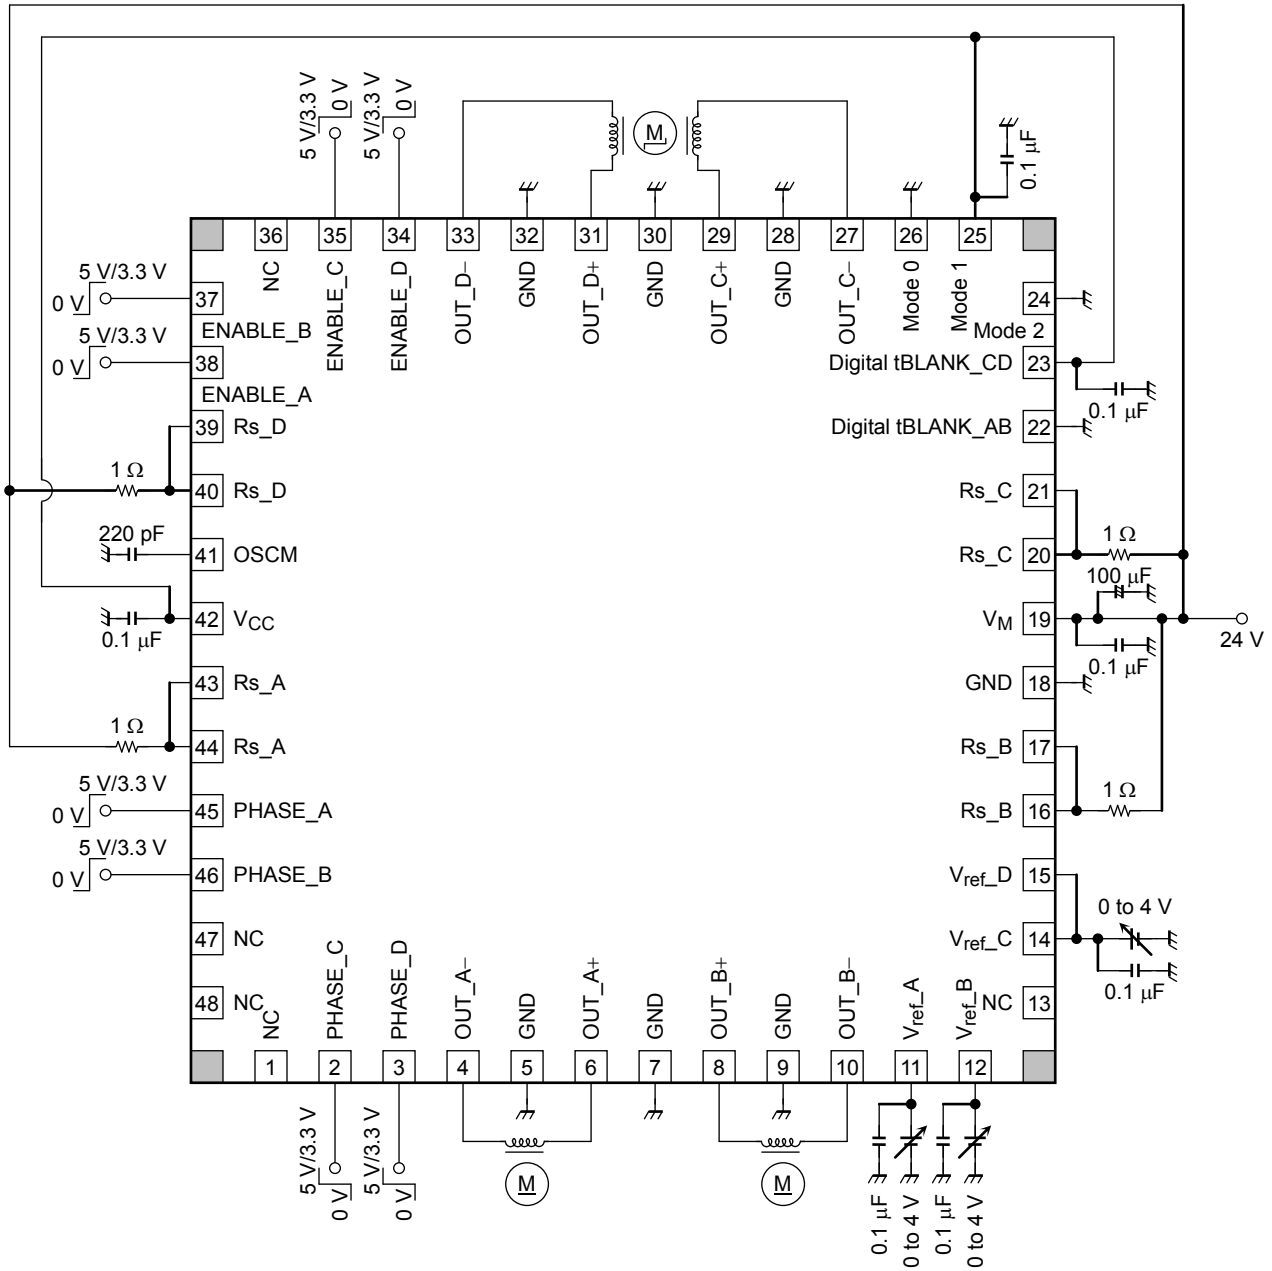 5 V/3.3 V
0 V
5 V/3.3 V
0 V
M
0.1 μF
36
35
34
33
32
31
30
29
28
27
26
25
NC
ENABLE_C
ENABLE_D
OUT_D−
GND
OUT_D+
GND
OUT_C+
GND
OUT_C−
Mode 0
Mode 1
5 V/3.3 V
0 V
37
ENABLE_B
24
Mode 2
5 V/3.3 V
0 V
38
ENABLE_A
Digital tBLANK_CD
23
0.1 μF
39
Rs_D
Digital tBLANK_AB
22
1 Ω
40
Rs_D
Rs_C
21
220 pF
41
OSCM
Rs_C
20
1 Ω
100 μF
0.1 μF
42
VCC
VM
19
24 V
0.1 μF
43
Rs_A
GND
18
1 Ω
44
Rs_A
Rs_B
17
5 V/3.3 V
0 V
45
PHASE_A
Rs_B
16
1 Ω
5 V/3.3 V
0 V
46
PHASE_B
Vref_D
15
0 to 4 V
47
NC
Vref_C
14
0.1 μF
48
NC
NC
13
NC
PHASE_C
PHASE_D
OUT_A−
GND
OUT_A+
GND
OUT_B+
GND
OUT_B−
Vref_A
Vref_B
1
2
3
4
5
6
7
8
9
10
11
12
5 V/3.3 V
0 V
5 V/3.3 V
0 V
M
M
0.1 μF
0 to 4 V
0.1 μF
0 to 4 V